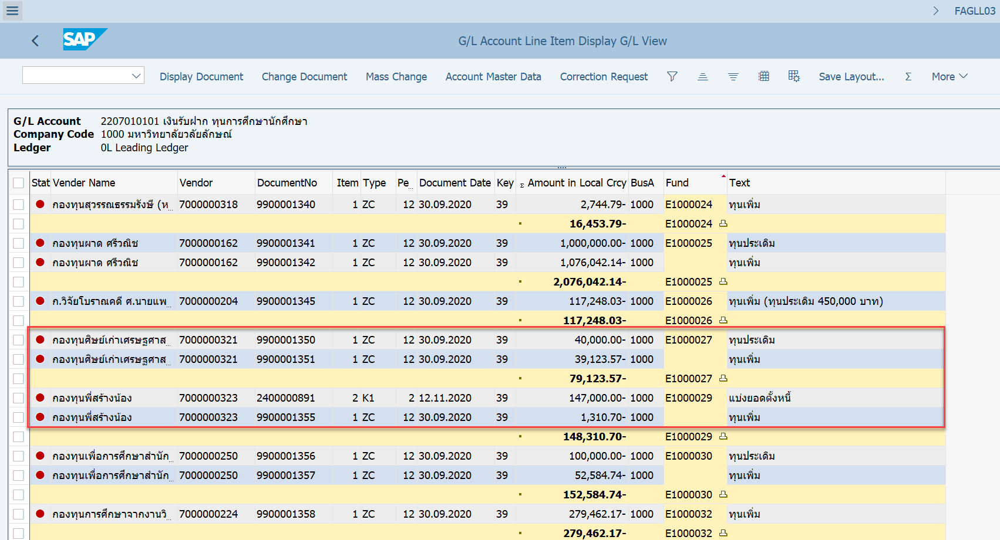 FAGLL03
SAP
G/L Account Line Item Display G/L View
Display Document Change Document Mass Change Account Master Data Correction Request Save Layout... Σ More
G/L Account 2207010101 เงินรับฝาก ทุนการศึกษานักศึกษา
Company Code 1000 มหาวิทยาลัยวลัยลักษณ์
Ledger 0L Leading Ledger
Stat Vender Name Vendor DocumentNo Item Type Pe... Document Date Key Σ Amount in Local Crcy BusA Fund Text
กองทุนสุวรรณธรรมรังษี (ห... 7000000318 9900001340 1 ZC 12 30.09.2020 39 2,744.79- 1000 E1000024 ทุนเพิ่ม
16,453.79- E1000024
กองทุนผาด ศรีวณิช 7000000162 9900001341 1 ZC 12 30.09.2020 39 1,000,000.00- 1000 E1000025 ทุนประเดิม
กองทุนผาด ศรีวณิช 7000000162 9900001342 1 ZC 12 30.09.2020 39 1,076,042.14- 1000 ทุนเพิ่ม
2,076,042.14- E1000025
ก.วิจัยโบราณคดี ศ.นายแพ... 7000000204 9900001345 1 ZC 12 30.09.2020 39 117,248.03- 1000 E1000026 ทุนเพิ่ม (ทุนประเดิม 450,000 บาท)
117,248.03- E1000026
กองทุนศิษย์เก่าเศรษฐศาส... 7000000321 9900001350 1 ZC 12 30.09.2020 39 40,000.00- 1000 E1000027 ทุนประเดิม
กองทุนศิษย์เก่าเศรษฐศาส... 7000000321 9900001351 1 ZC 12 30.09.2020 39 39,123.57- 1000 ทุนเพิ่ม
79,123.57- E1000027
กองทุนพี่สร้างน้อง 7000000323 2400000891 2 K1 2 12.11.2020 39 147,000.00- 1000 E1000029 แบ่งยอดตั้งหนี้
กองทุนพี่สร้างน้อง 7000000323 9900001355 1 ZC 12 30.09.2020 39 1,310.70- 1000 ทุนเพิ่ม
148,310.70- E1000029
กองทุนเพื่อการศึกษาสำนัก... 7000000250 9900001356 1 ZC 12 30.09.2020 39 100,000.00- 1000 E1000030 ทุนประเดิม
กองทุนเพื่อการศึกษาสำนัก... 7000000250 9900001357 1 ZC 12 30.09.2020 39 52,584.74- 1000 ทุนเพิ่ม
152,584.74- E1000030
กองทุนการศึกษาจากงานวิ... 7000000224 9900001358 1 ZC 12 30.09.2020 39 279,462.17- 1000 E1000032 ทุนเพิ่ม
279,462.17- E1000032